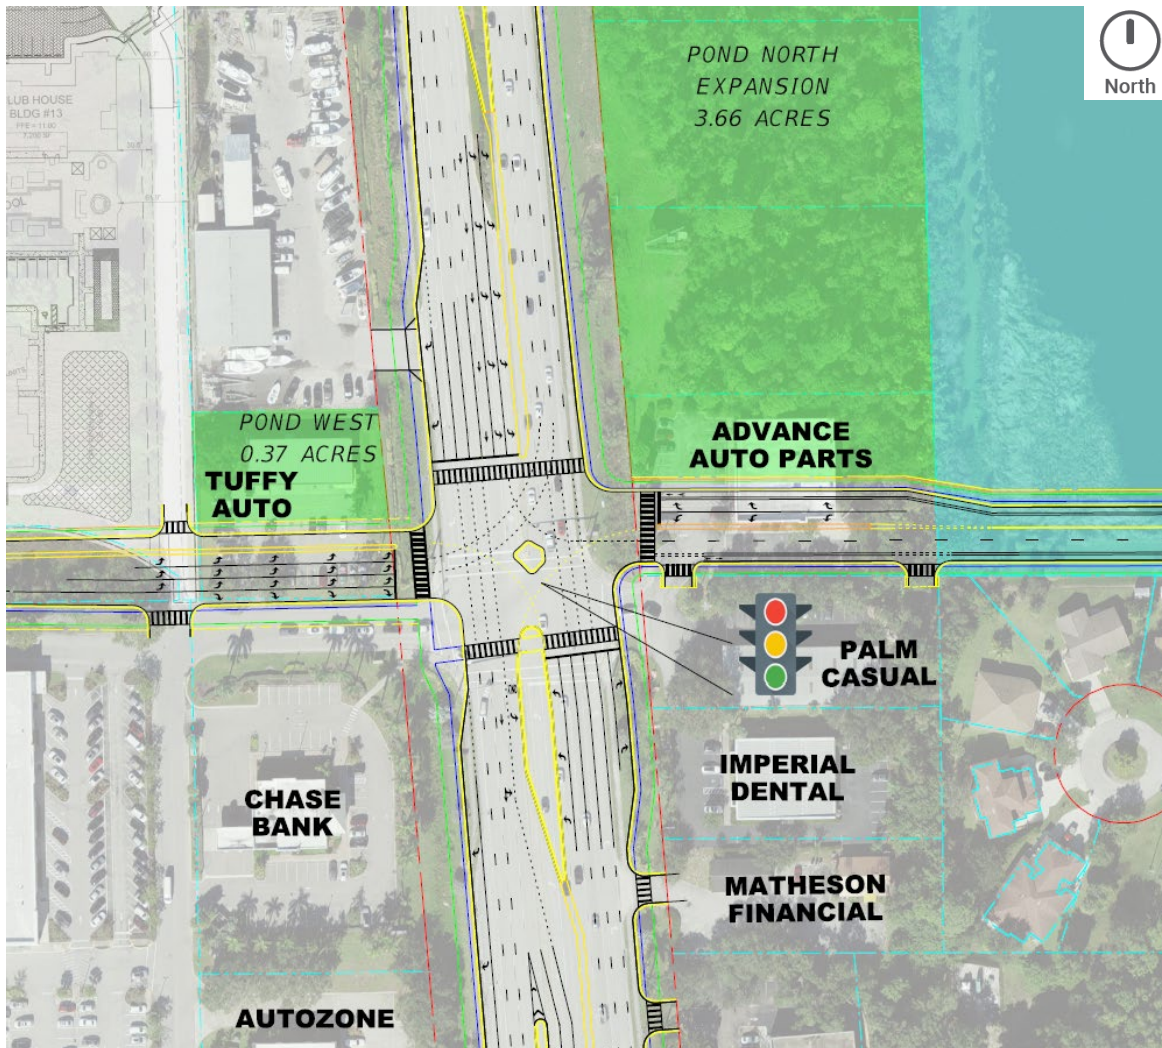 North
POND NORTH
EXPANSION
3.66 ACRES
LUB HOUSE
BLDG #13
POND WEST
0.37 ACRES
TUFFY
AUTO
ADVANCE
AUTO PARTS
PALM
CASUAL
IMPERIAL
DENTAL
CHASE
BANK
MATHESON
FINANCIAL
AUTOZONE